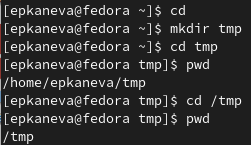 [epkaneva@fedora ~]$ cd
[epkaneva@fedora ~]$ mkdir tmp
[epkaneva@fedora ~]$ cd tmp
[epkaneva@fedora tmp]$ pwd
/home/epkaneva/tmp
[epkaneva@fedora tmp]$ cd /tmp
[epkaneva@fedora tmp]$ pwd
/tmp